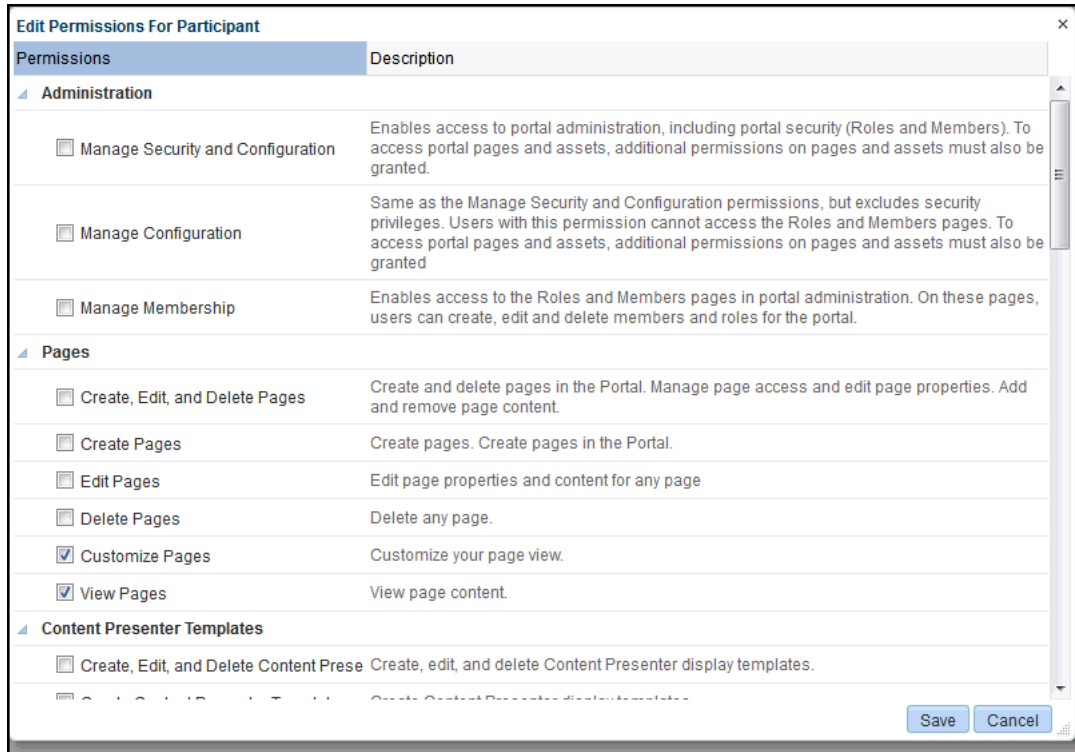 Edit Permissions For Participant
Permissions Description
Administration
Manage Security and Configuration
Enables access to portal administration, including portal security (Roles and Members). To
access portal pages and assets, additional permissions on pages and assets must also be
granted.
Manage Configuration
Same as the Manage Security and Configuration permissions, but excludes security
privileges. Users with this permission cannot access the Roles and Members pages. To
access portal pages and assets, additional permissions on pages and assets must also be
granted
Manage Membership
Enables access to the Roles and Members pages in portal administration. On these pages,
users can create, edit and delete members and roles for the portal.
Pages
Create, Edit, and Delete Pages
Create and delete pages in the Portal. Manage page access and edit page properties. Add
and remove page content.
Create Pages Create pages. Create pages in the Portal.
Edit Pages Edit page properties and content for any page
Delete Pages Delete any page.
Customize Pages Customize your page view.
View Pages View page content.
Content Presenter Templates
Create, Edit, and Delete Content Prese Create, edit, and delete Content Presenter display templates.
Save Cancel